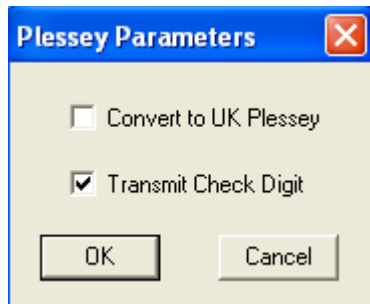 Plessey Parameters
Convert to UK Plessey
Transmit Check Digit
OK Cancel